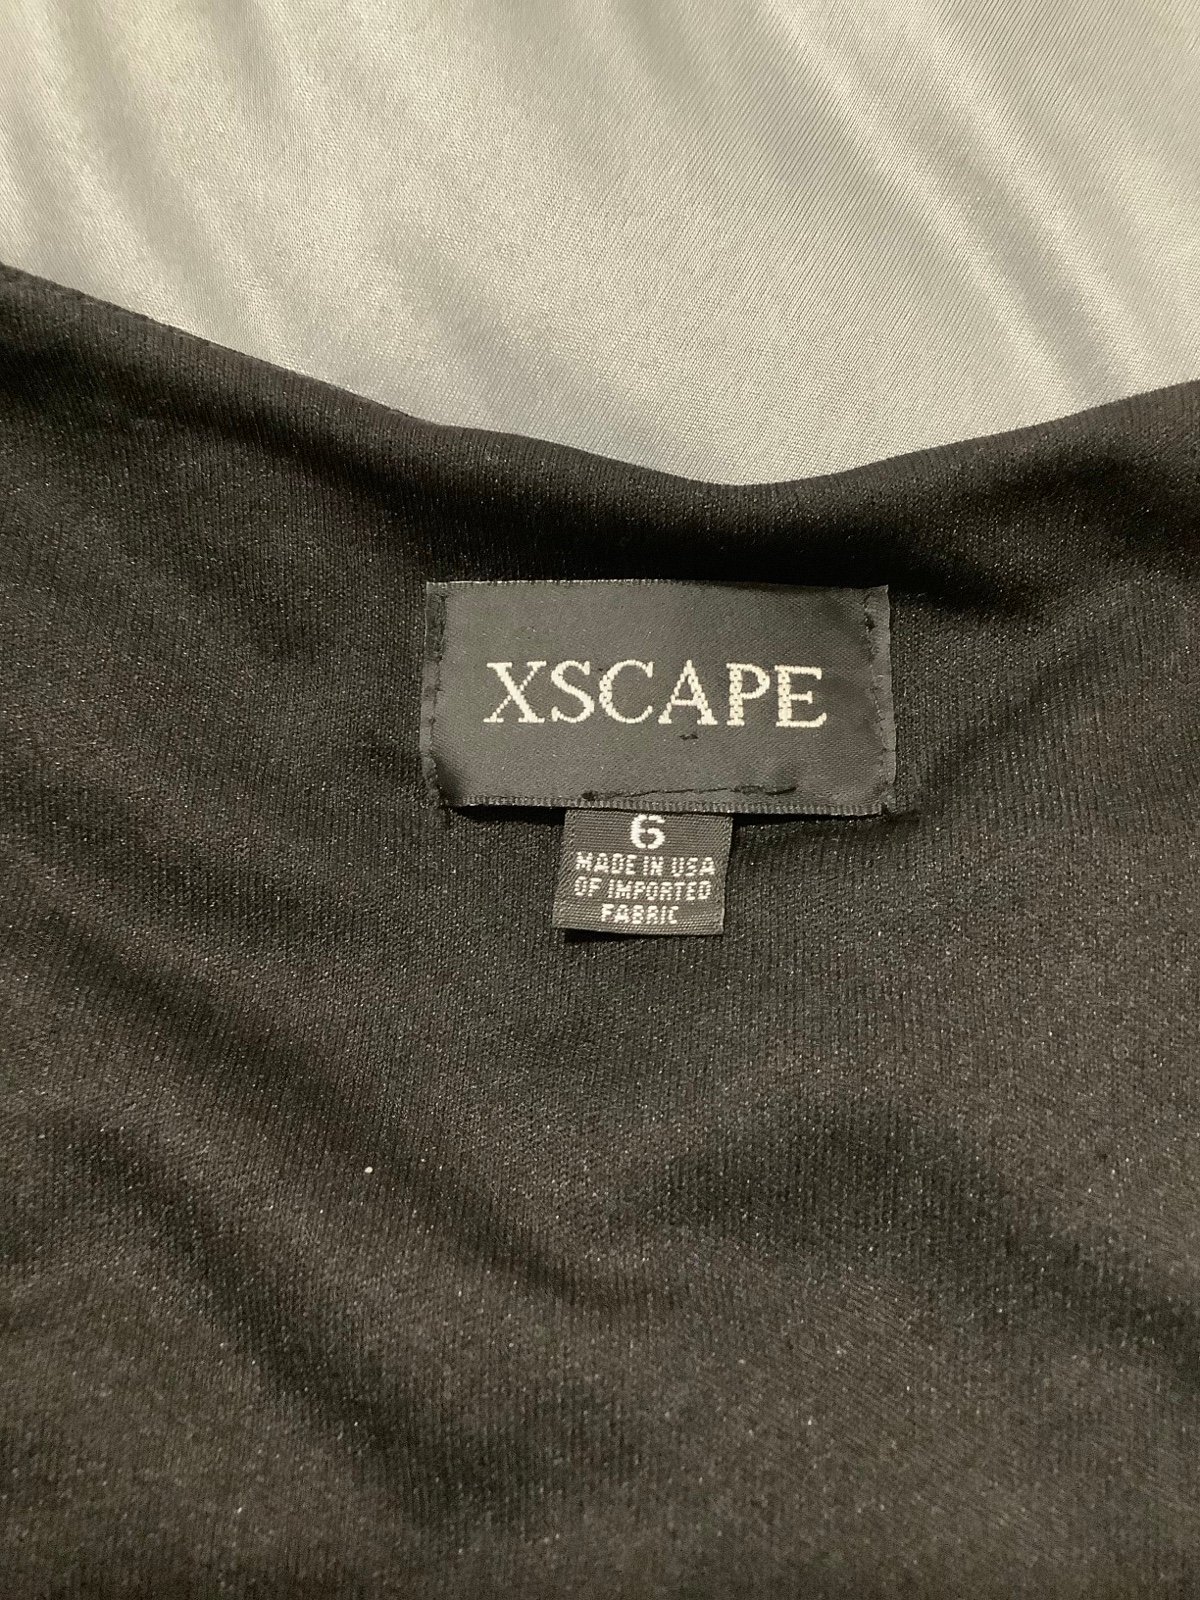 XSCAPE
6
MADE IN USA
OF IMPORTED
FABRIC